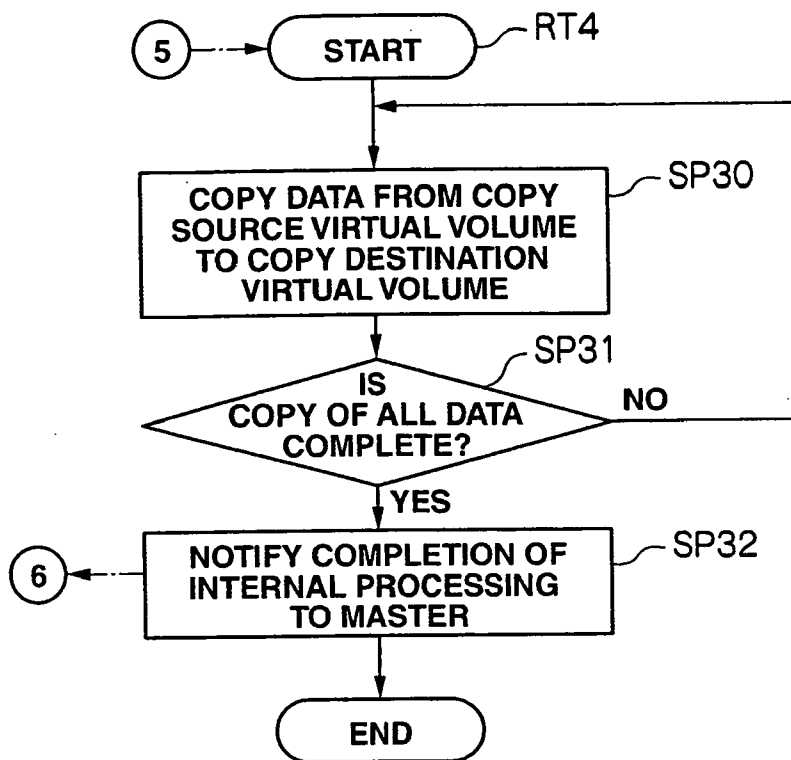 5
START
RT4
COPY DATA FROM COPY
SOURCE VIRTUAL VOLUME
TO COPY DESTINATION
VIRTUAL VOLUME
SP30
IS
COPY OF ALL DATA
COMPLETE?
SP31
NO
YES
NOTIFY COMPLETION OF
INTERNAL PROCESSING
TO MASTER
SP32
6
END